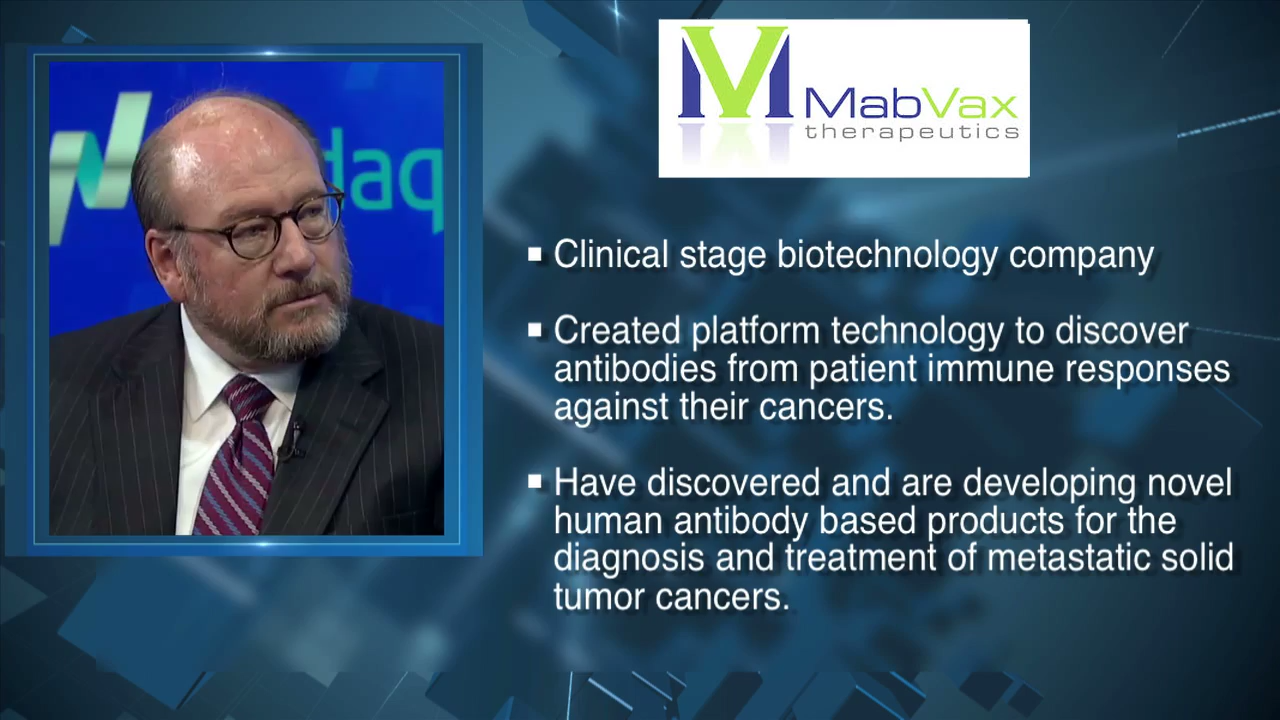 MabVax
therapeutics
daq
▪ Clinical stage biotechnology company
▪ Created platform technology to discover
antibodies from patient immune responses
against their cancers.
▪ Have discovered and are developing novel
human antibody based products for the
diagnosis and treatment of metastatic solid
tumor cancers.